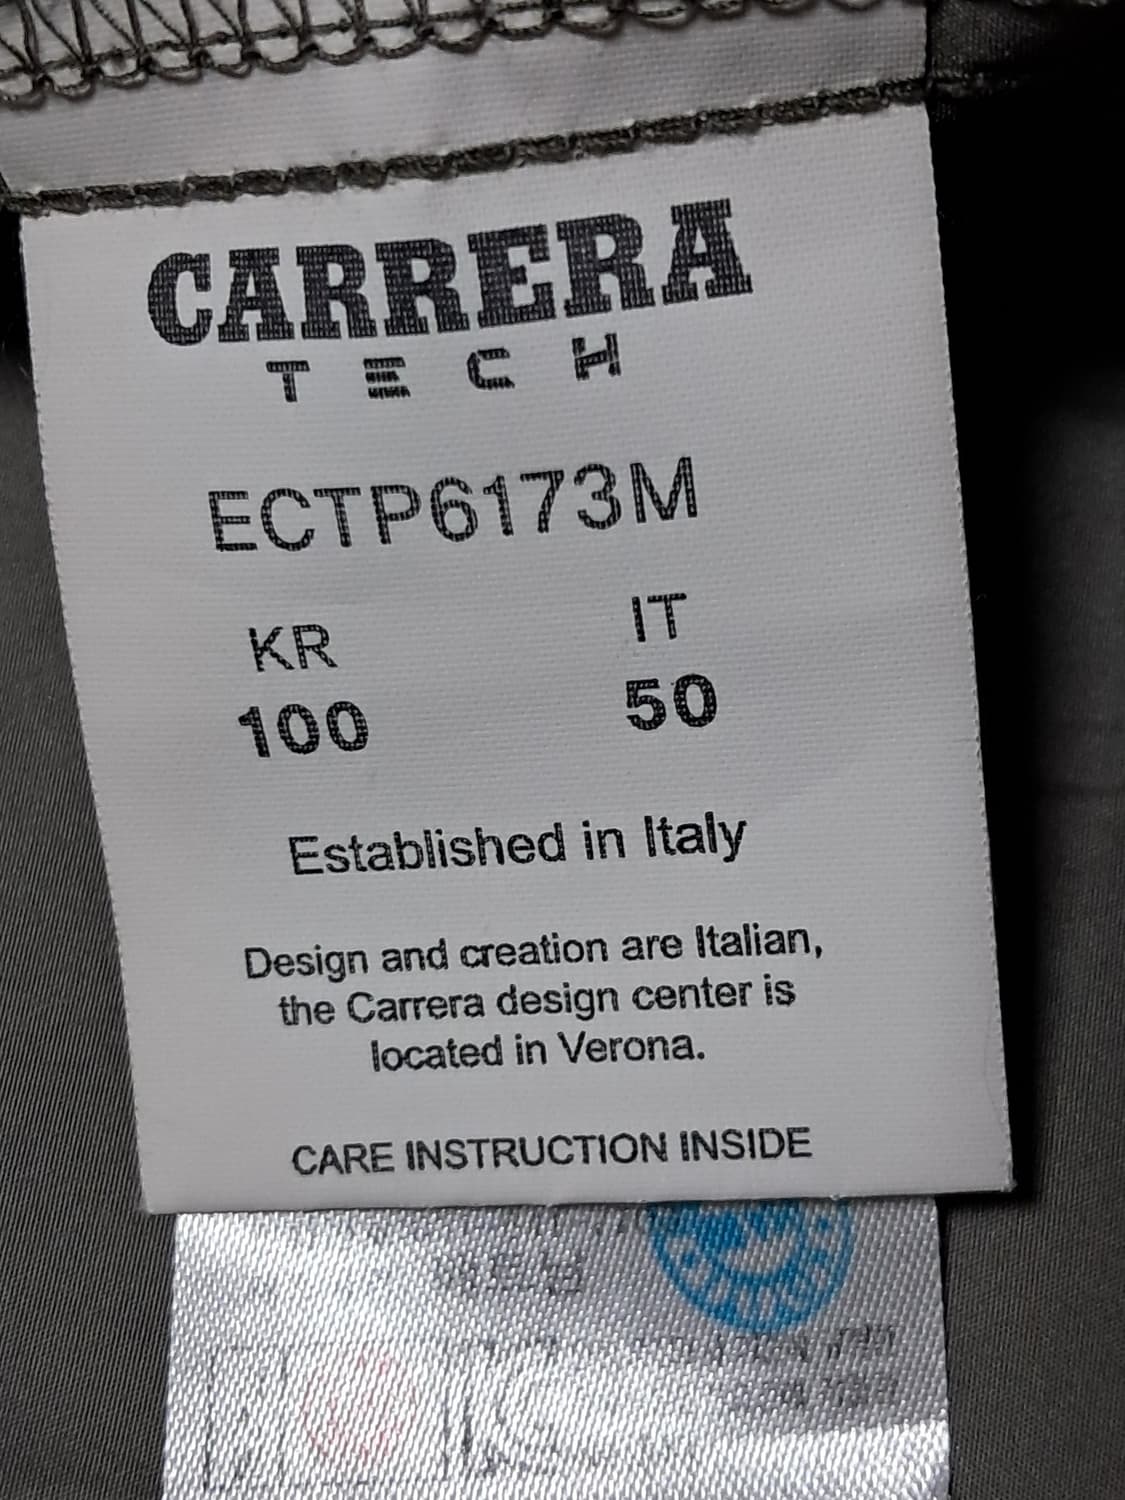 CARRERA
TECH
ECTP6173M
KR IT
100 50
Established in Italy
Design and creation are Italian,
the Carrera design center is
located in Verona.
CARE INSTRUCTION INSIDE